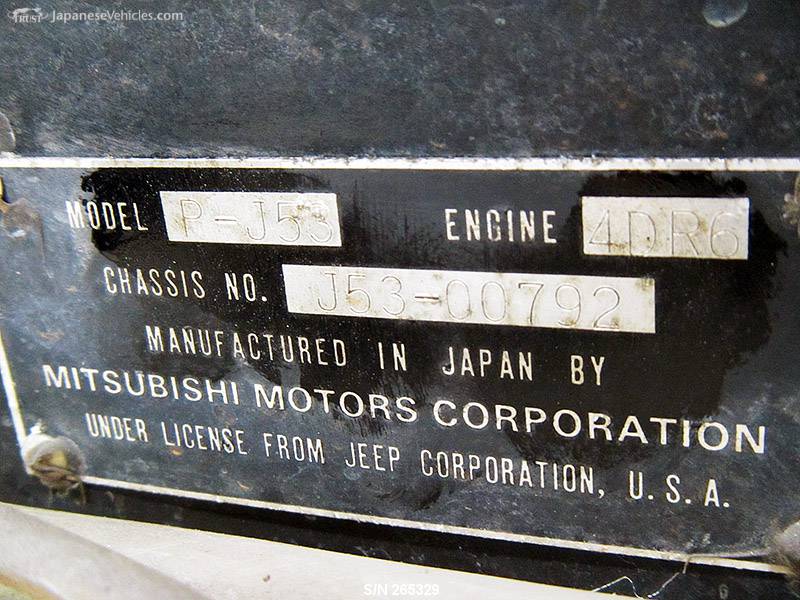 TRUST JapaneseVehicles.com
MODEL P-J53 ENGINE 4DR6
CHASSIS NO. J53-00792
MANUFACTURED IN JAPAN BY
MITSUBISHI MOTORS CORPORATION
UNDER LICENSE FROM JEEP CORPORATION, U.S.A.
S/N 265329